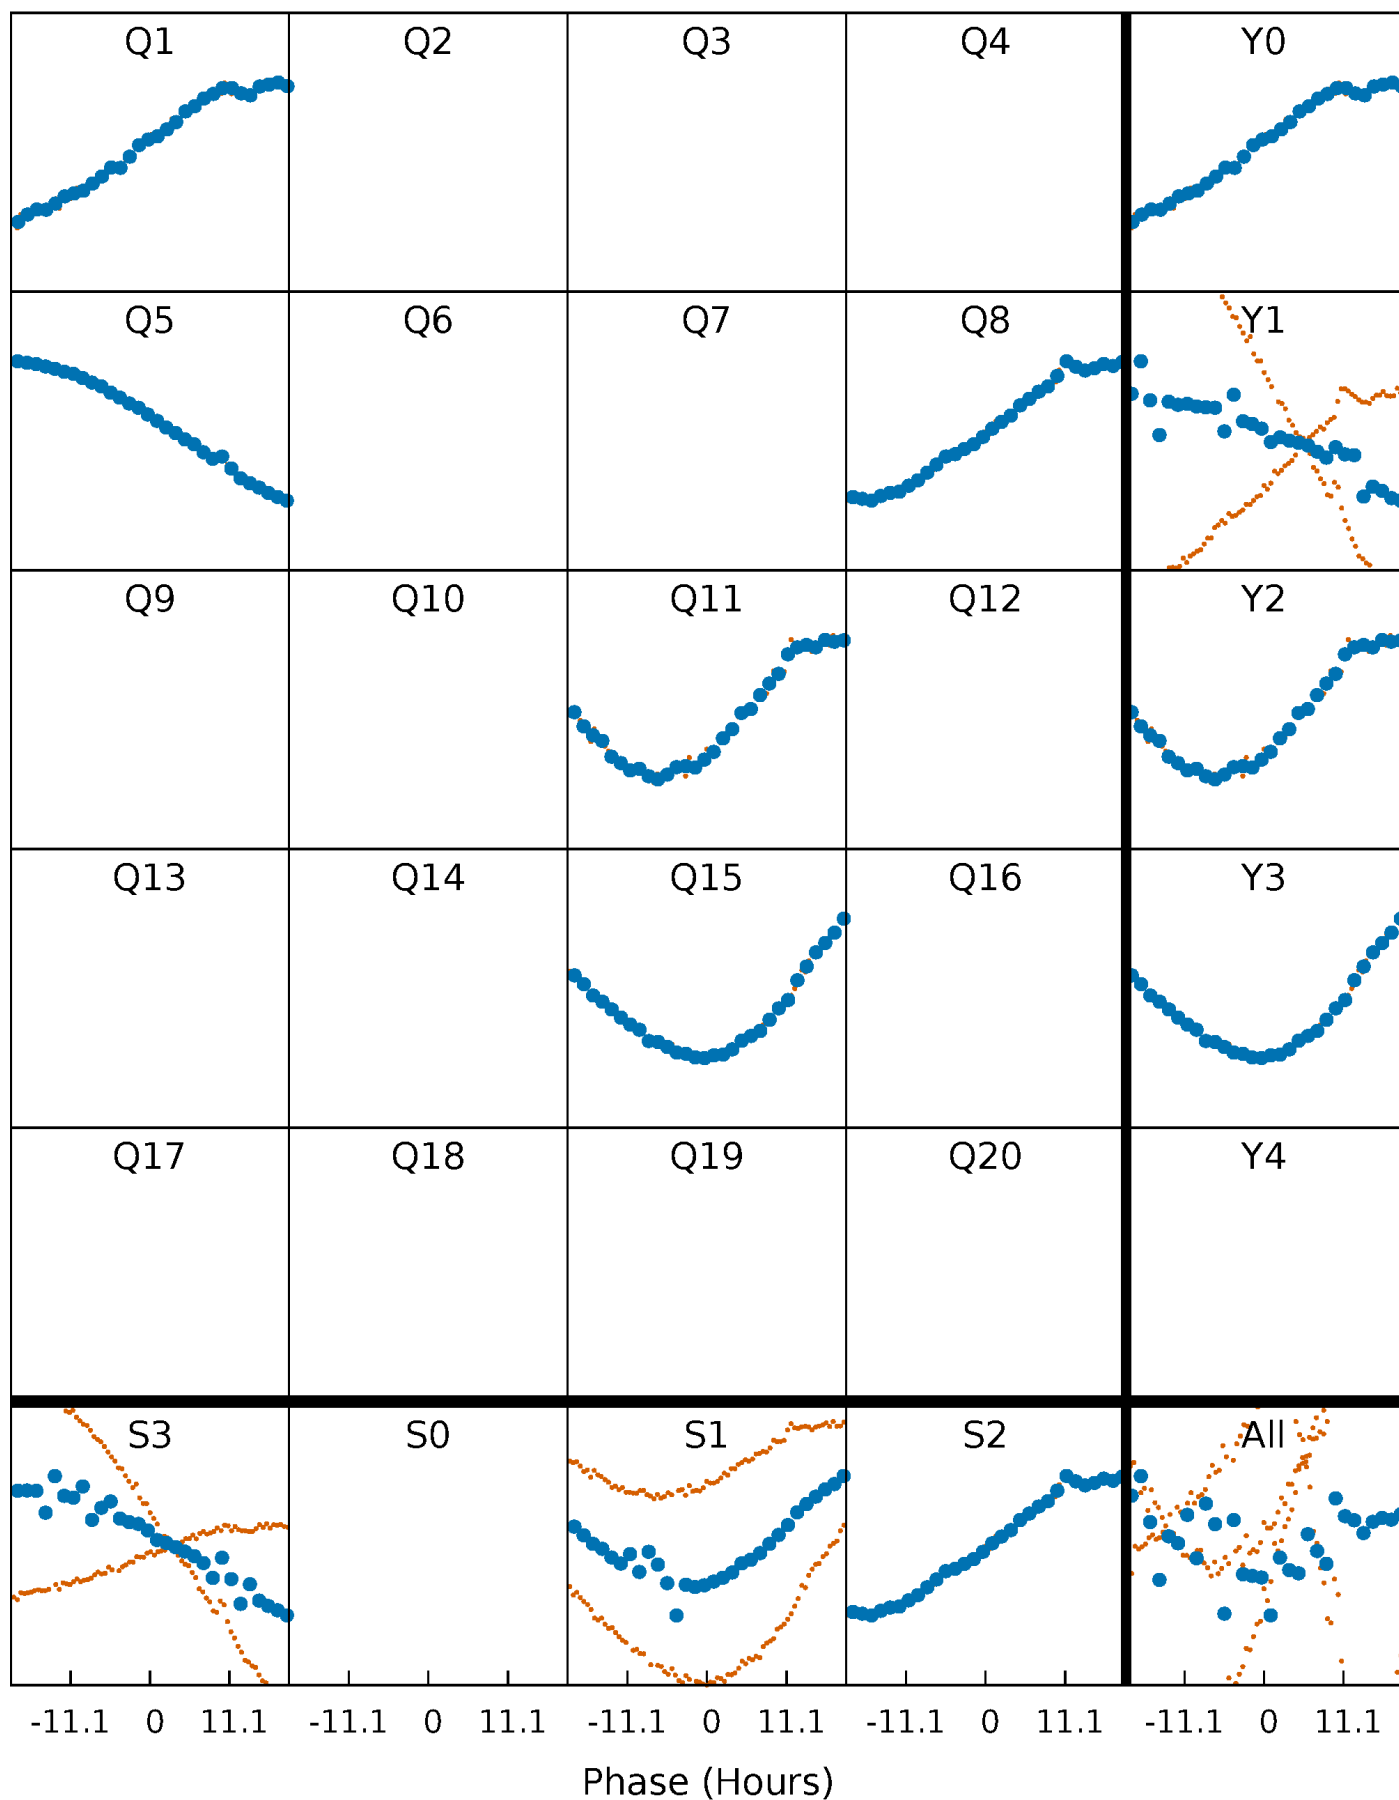 Q1 Q2 Q3 Q4 Y0
Q5 Q6 Q7 Q8 Y1
Q9 Q10 Q11 Q12 Y2
Q13 Q14 Q15 Q16 Y3
Q17 Q18 Q19 Q20 Y4
S3 S0 S1 S2 All
-11.1 0 11.1 -11.1 0 11.1 -11.1 0 11.1 -11.1 0 11.1 -11.1 0 11.1
Phase (Hours)